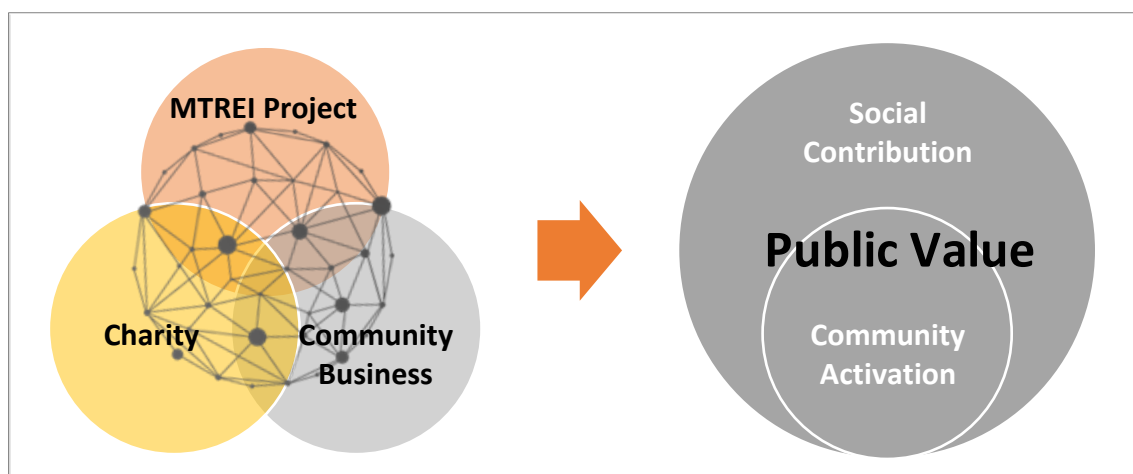 MTREI Project
Charity
Community
Business
Social
Contribution
Public Value
Community
Activation